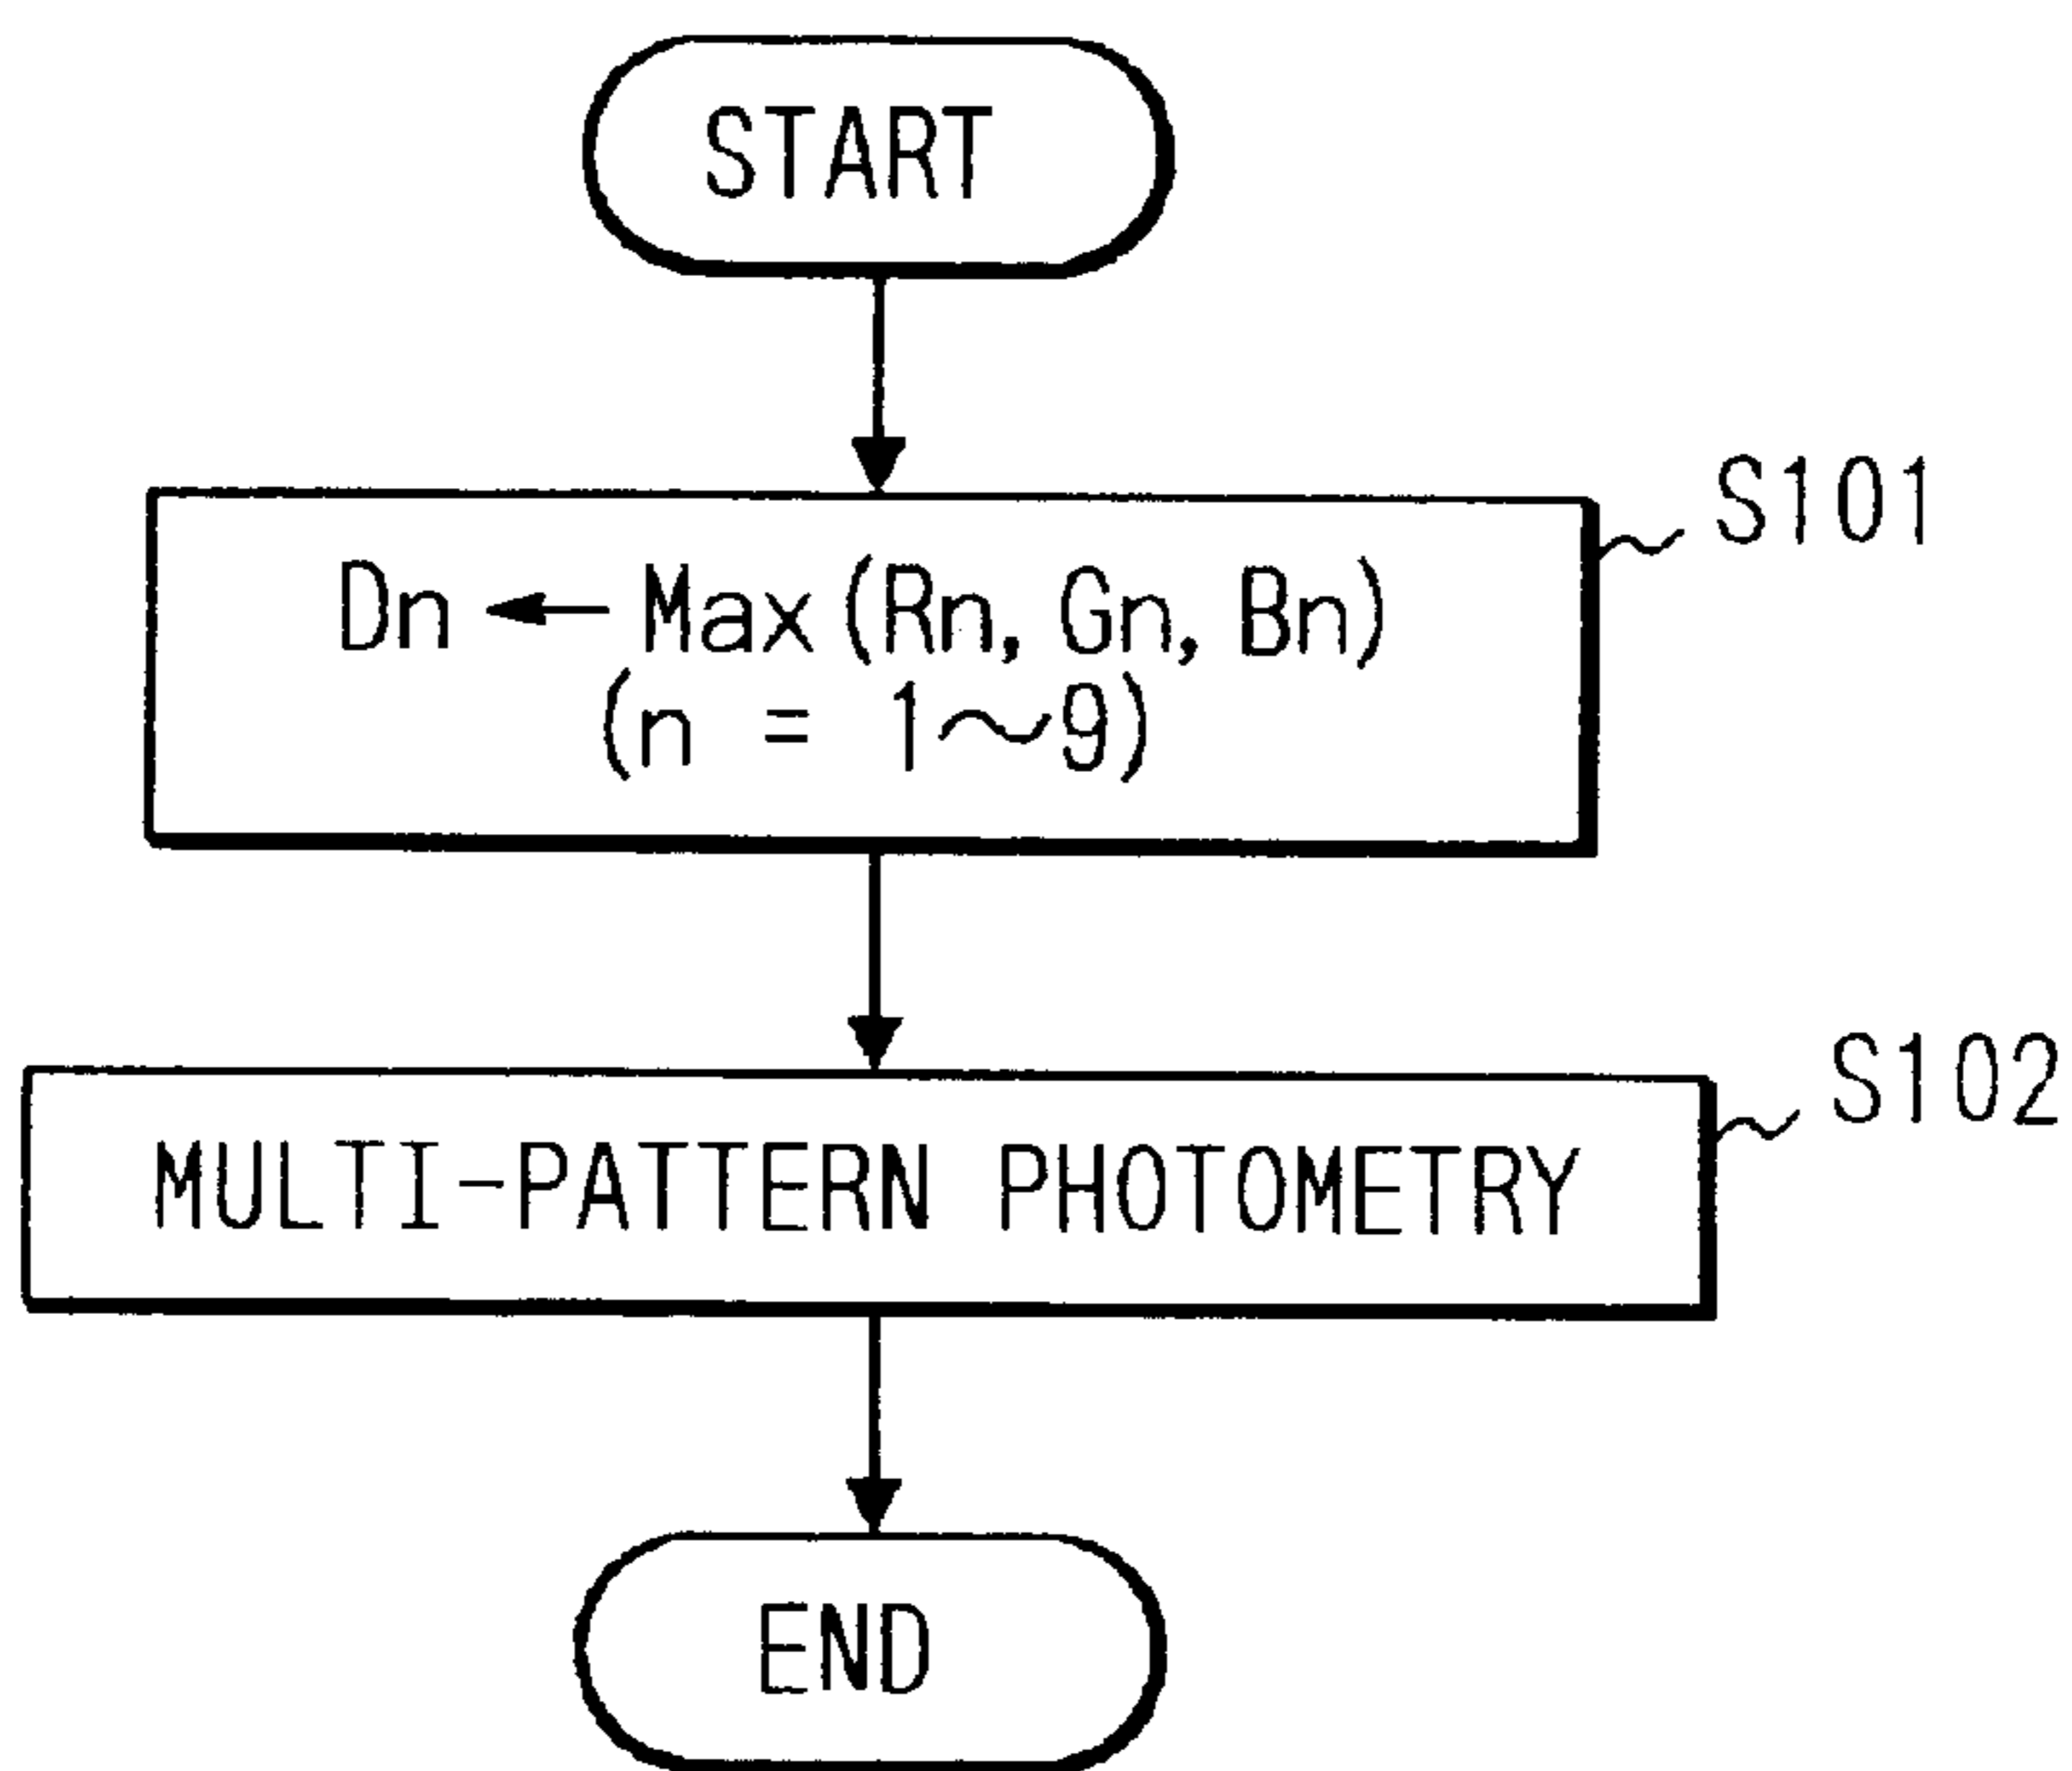 START
S101
Dn ← Max(Rn, Gn, Bn)
(n = 1～9)
S102
MULTI-PATTERN PHOTOMETRY
END